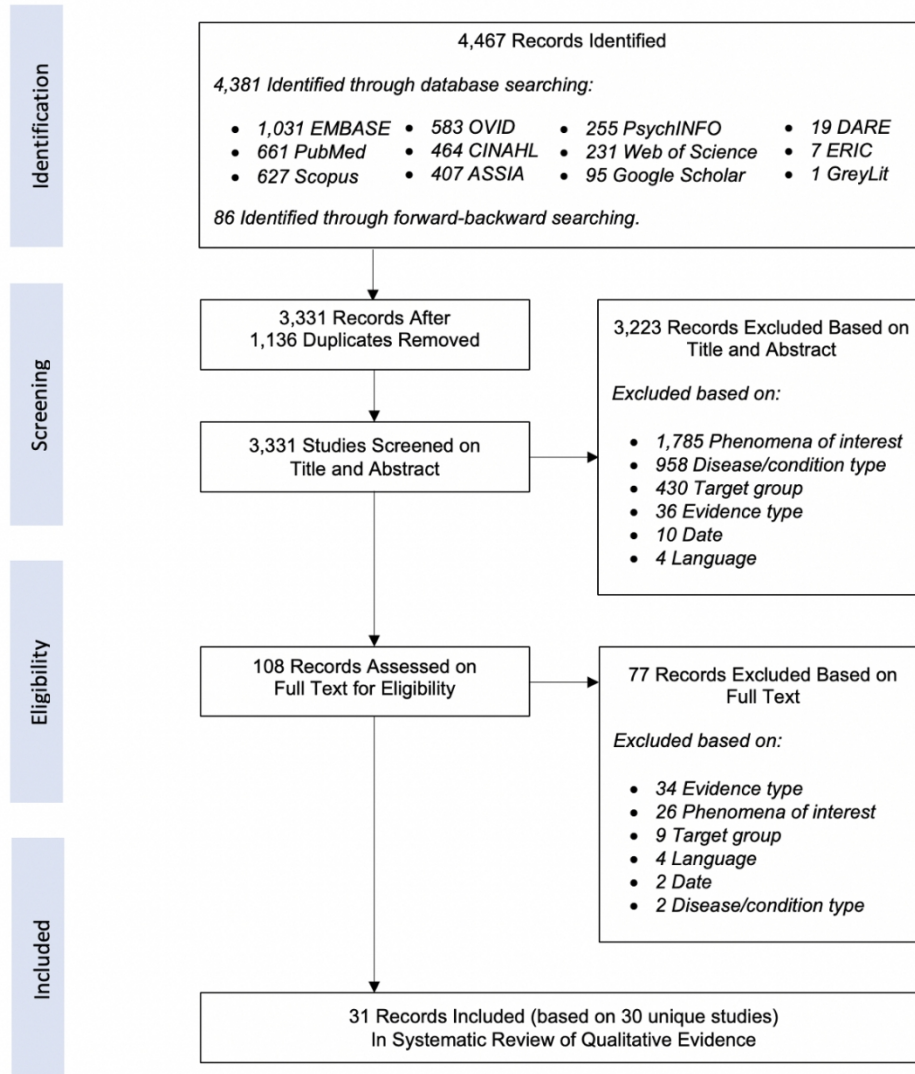 Identification
4,467 Records Identified
4,381 Identified through database searching:
• 1,031 EMBASE • 583 OVID • 255 PsychINFO • 19 DARE
• 661 PubMed • 464 CINAHL • 231 Web of Science • 7 ERIC
• 627 Scopus • 407 ASSIA • 95 Google Scholar • 1 GreyLit
86 Identified through forward-backward searching.
Screening
3,331 Records After
1,136 Duplicates Removed
3,331 Studies Screened on
Title and Abstract
3,223 Records Excluded Based on
Title and Abstract
Excluded based on:
• 1,785 Phenomena of interest
• 958 Disease/condition type
• 430 Target group
• 36 Evidence type
• 10 Date
• 4 Language
Eligibility
108 Records Assessed on
Full Text for Eligibility
77 Records Excluded Based on
Full Text
Excluded based on:
• 34 Evidence type
• 26 Phenomena of interest
• 9 Target group
• 4 Language
• 2 Date
• 2 Disease/condition type
Included
31 Records Included (based on 30 unique studies)
In Systematic Review of Qualitative Evidence